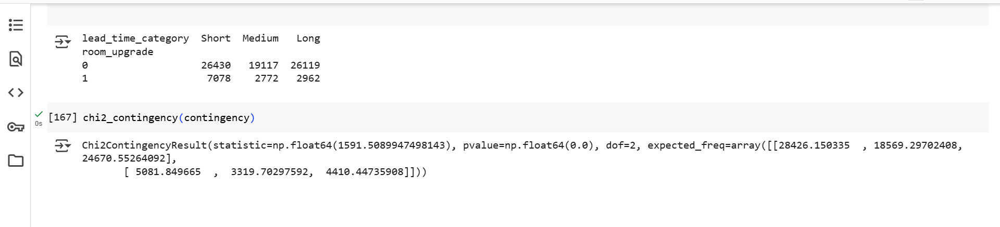 lead_time_category  Short  Medium   Long
room_upgrade
0                   26430   19117  26119
1                    7078    2772   2962
[167] chi2_contingency(contingency)
0s
Chi2ContingencyResult(statistic=np.float64(1591.5089947498143), pvalue=np.float64(0.0), dof=2, expected_freq=array([[28426.150335  , 18569.29702408,
24670.55264092],
       [ 5081.849665  ,  3319.70297592,  4410.44735908]]))